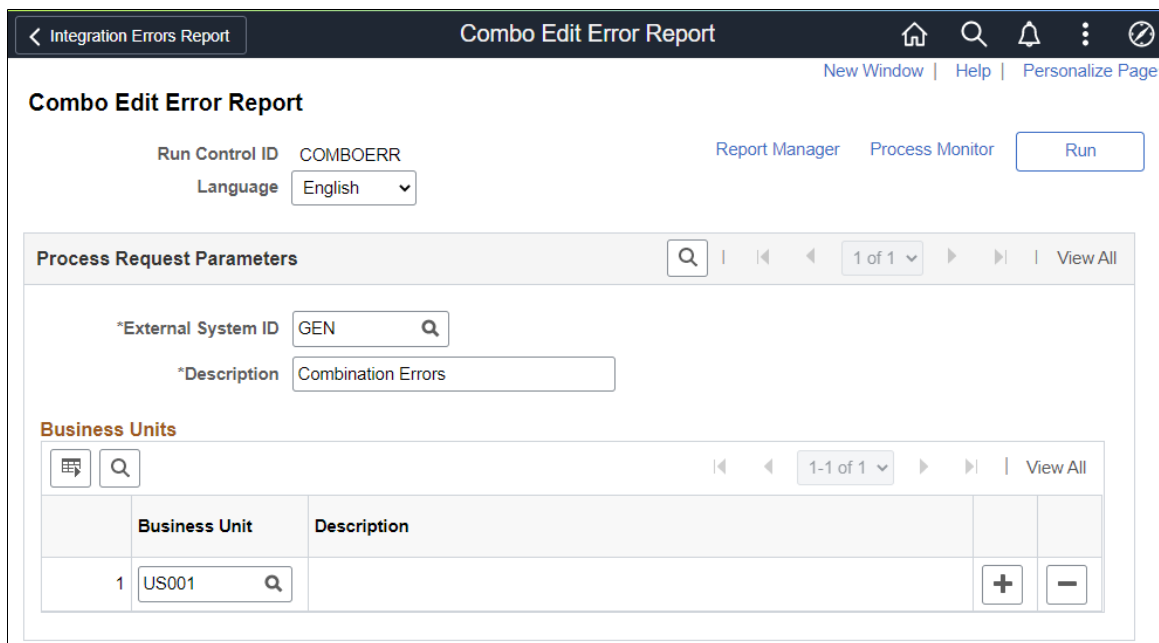 Integration Errors Report Combo Edit Error Report
New Window | Help | Personalize Page
Combo Edit Error Report
Run Control ID COMBOERR Report Manager Process Monitor Run
Language English
Process Request Parameters 1 of 1 View All
*External System ID GEN
*Description Combination Errors
Business Units
1-1 of 1 View All
Business Unit Description
1 US001